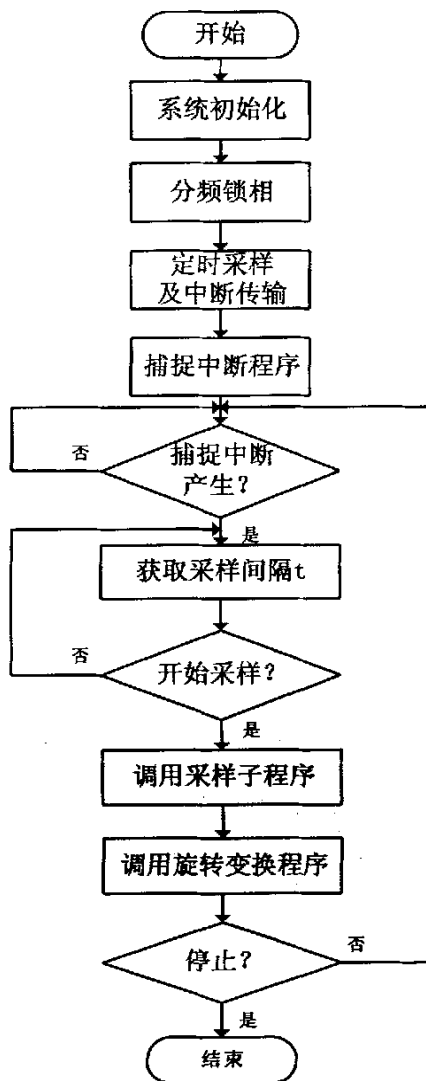 开始
系统初始化
分频锁相
定时采样
及中断传输
捕捉中断程序
否
捕捉中断
产生?
是
获取采样间隔t
否
开始采样?
是
调用采样子程序
调用旋转变换程序
停止?
否
是
结束